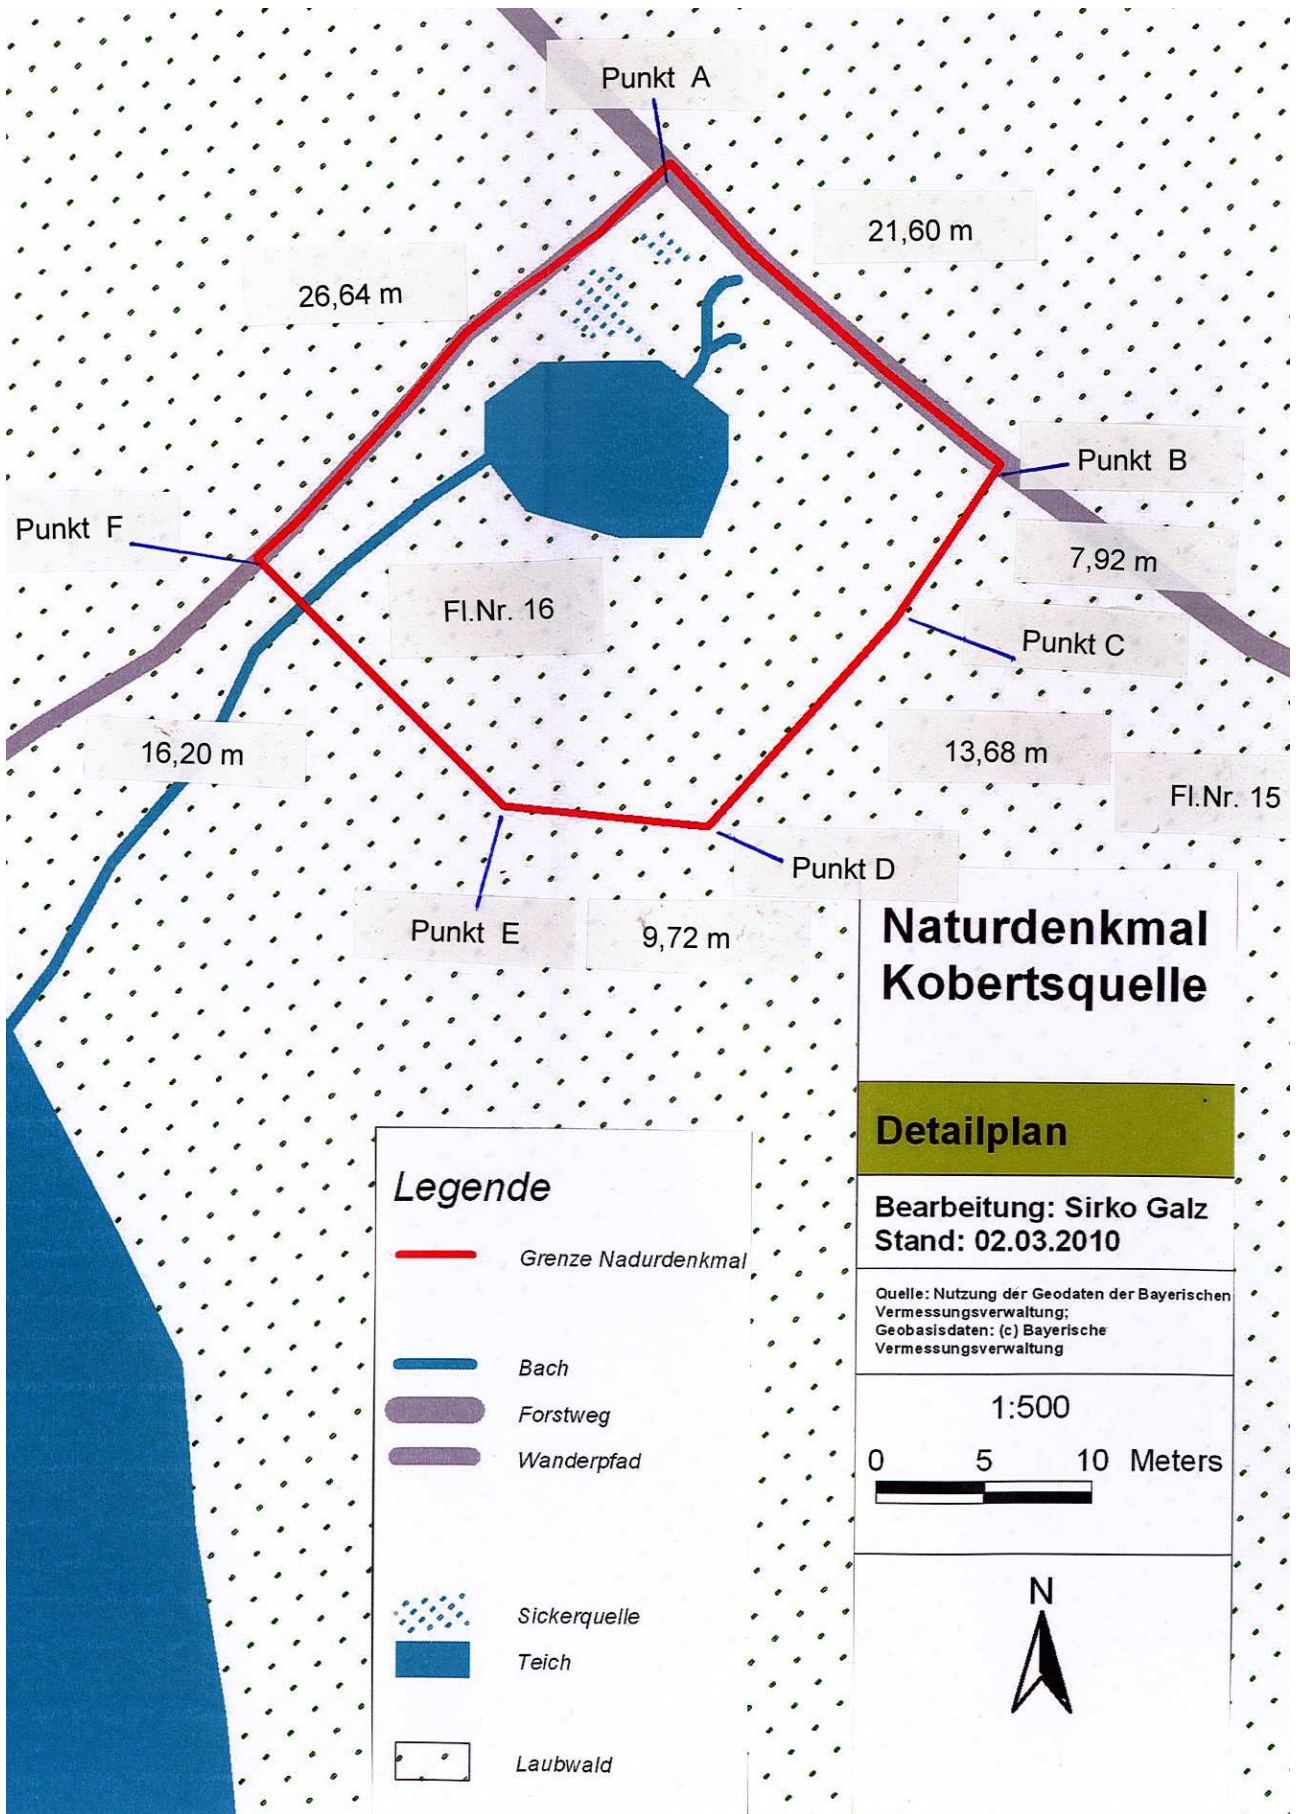 Punkt A
21,60 m
26,64 m
Punkt B
Punkt F
7,92 m
Fl.Nr. 16
Punkt C
16,20 m
13,68 m
Fl.Nr. 15
Punkt D
Punkt E
9,72 m
Naturdenkmal
Kobertsquelle
Detailplan
Bearbeitung: Sirko Galz
Stand: 02.03.2010
Quelle: Nutzung der Geodaten der Bayerischen
Vermessungsverwaltung;
Geobasisdaten: (c) Bayerische
Vermessungsverwaltung
1:500
0 5 10 Meters
N
Legende
Grenze Nadurdenkmal
Bach
Forstweg
Wanderpfad
Sickerquelle
Teich
Laubwald